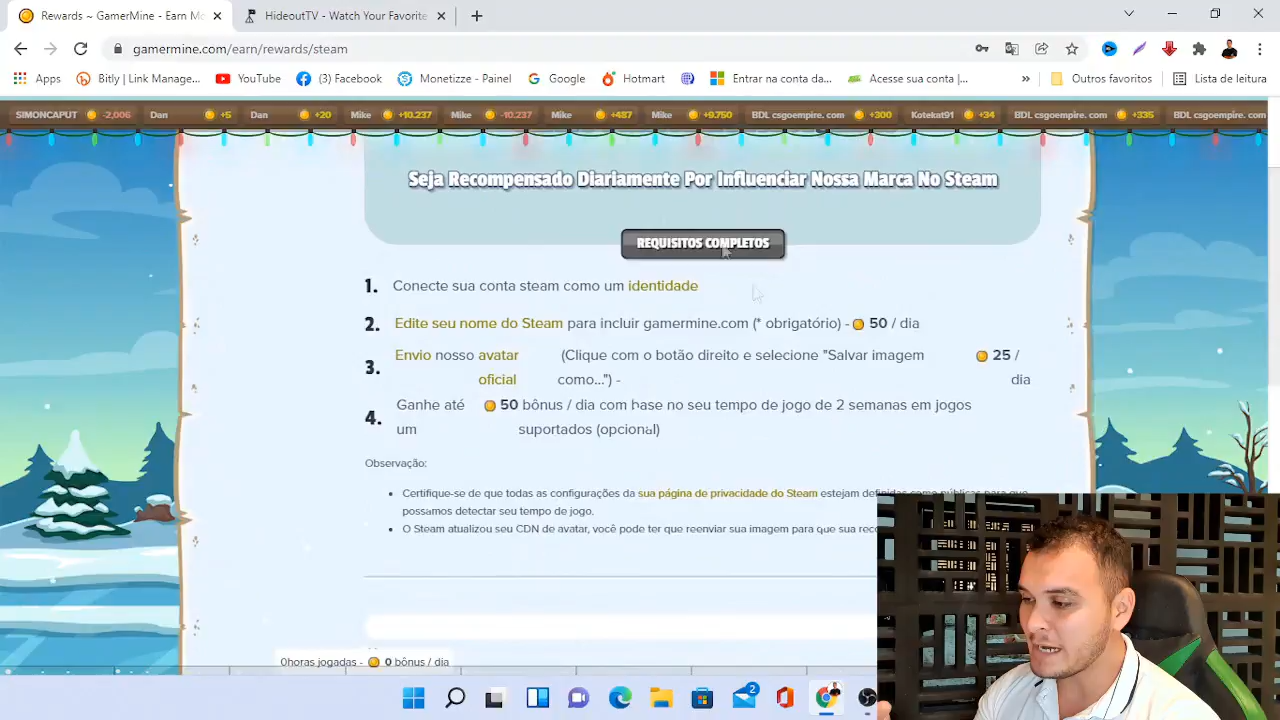 Rewards – GamerMine - Earn Mo
HideoutTV - Watch Your Favorite
gamermine.com/earn/rewards/steam
Apps
Bitly | Link Manage...
YouTube
(3) Facebook
Monetizze - Painel
Google
Hotmart
Entrar na conta da...
Acesse sua conta |...
»
Outros favoritos
Lista de leitura
SIMONCAPUT -2,006 Dan +5 Dan +20 Mike +10.237 Mike -10.237 Mike +487 Mike +9.750 BDL csgoempire. com +300 Kotekat91 +34 BDL csgoempire. com +335 BDL csgoempire. com
Seja Recompensado Diariamente Por Influenciar Nossa Marca No Steam
REQUISITOS COMPLETOS
1. Conecte sua conta steam como um identidade
2. Edite seu nome do Steam para incluir gamermine.com (* obrigatório) - 50 / dia
3. Envio nosso avatar oficial (Clique com o botão direito e selecione "Salvar imagem como...") - 25 / dia
4. Ganhe até um 50 bônus / dia com base no seu tempo de jogo de 2 semanas em jogos suportados (opcional)
Observação:
• Certifique-se de que todas as configurações da sua página de privacidade do Steam estejam definidas como públicas para que
possamos detectar seu tempo de jogo.
• O Steam atualizou seu CDN de avatar, você pode ter que reenviar sua imagem para que sua reco
0horas jogadas - 0 bônus / dia
2